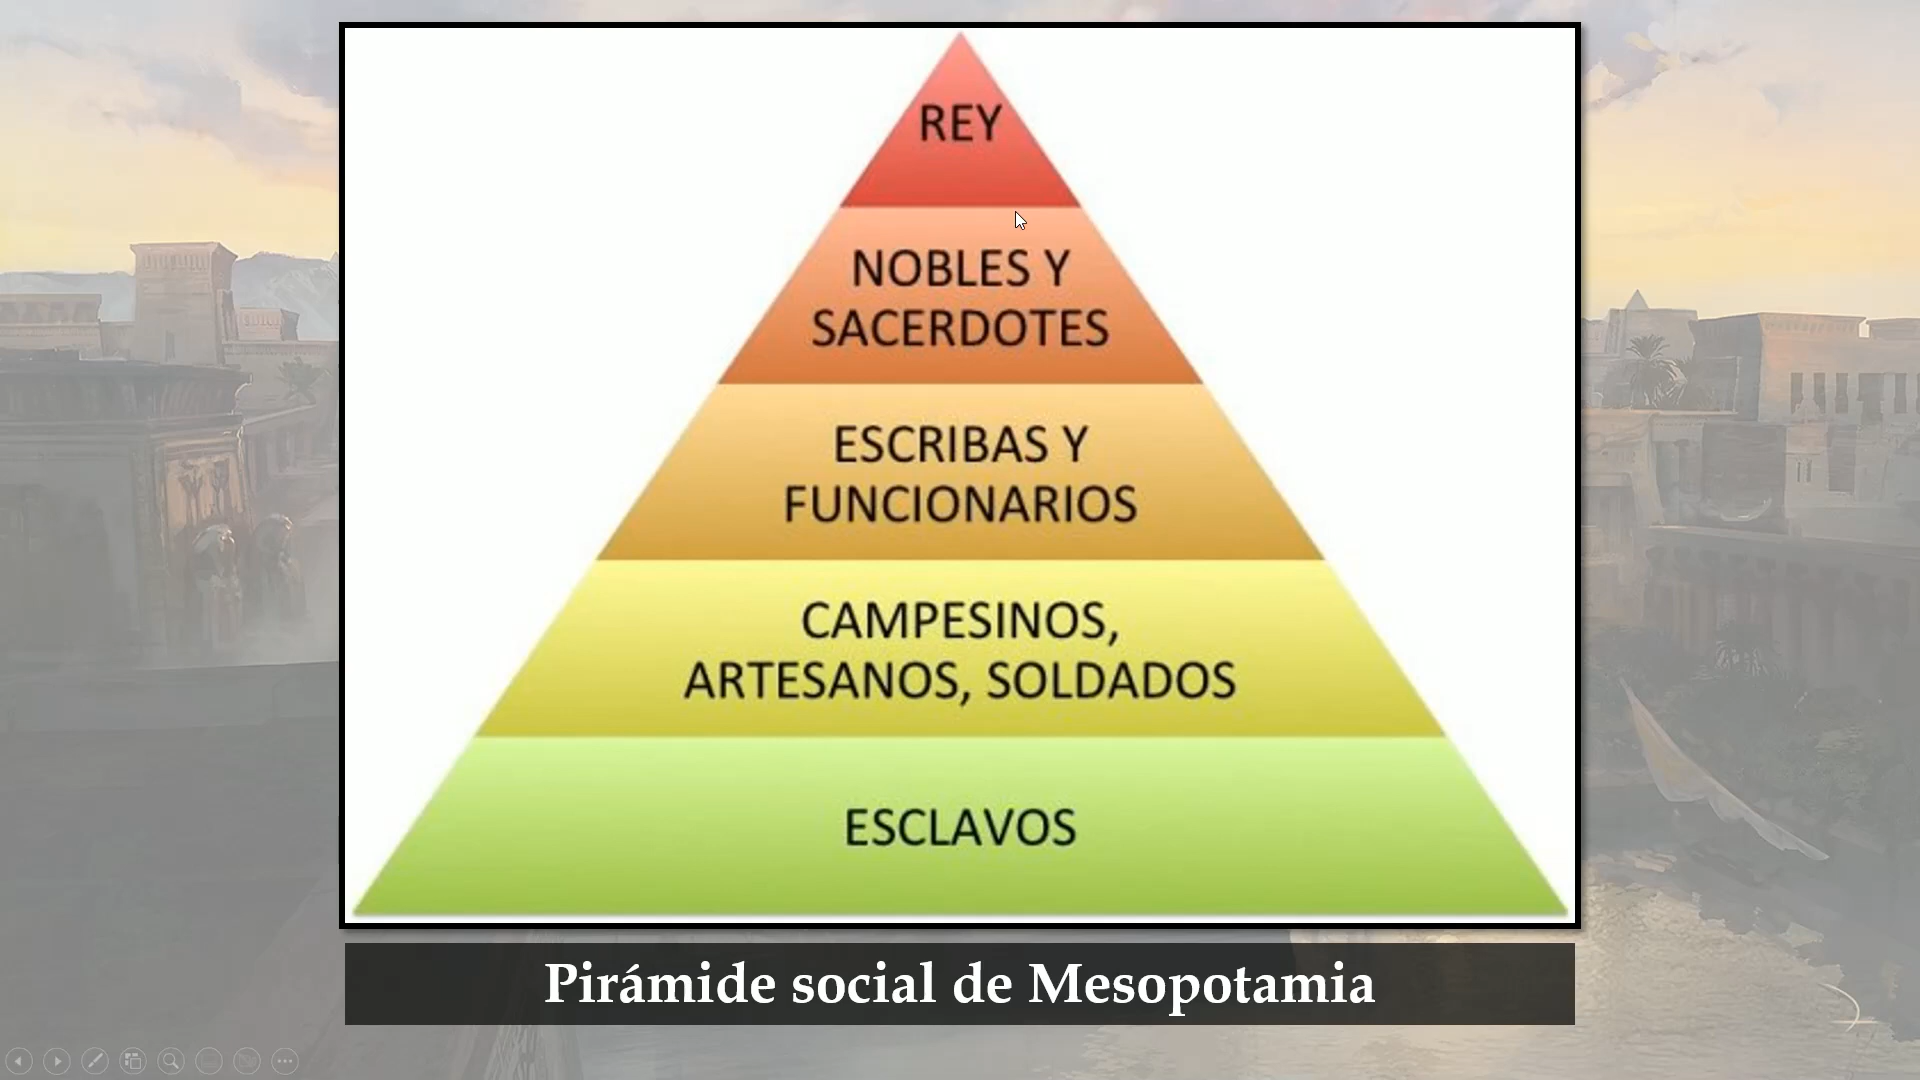 REY
NOBLES Y
SACERDOTES
ESCRIBAS Y
FUNCIONARIOS
CAMPESINOS,
ARTESANOS, SOLDADOS
ESCLAVOS
Pirámide social de Mesopotamia